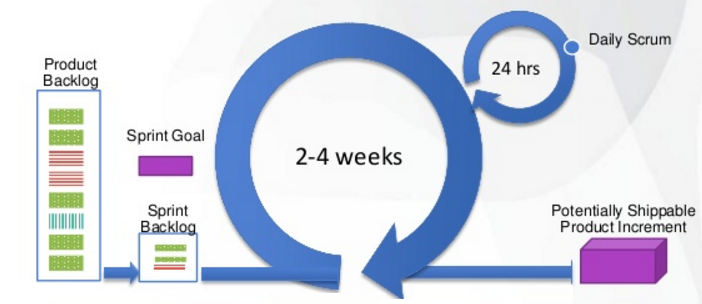 Product
Backlog
Sprint Goal
Sprint
Backlog
2-4 weeks
24 hrs
Daily Scrum
Potentially Shippable
Product Increment